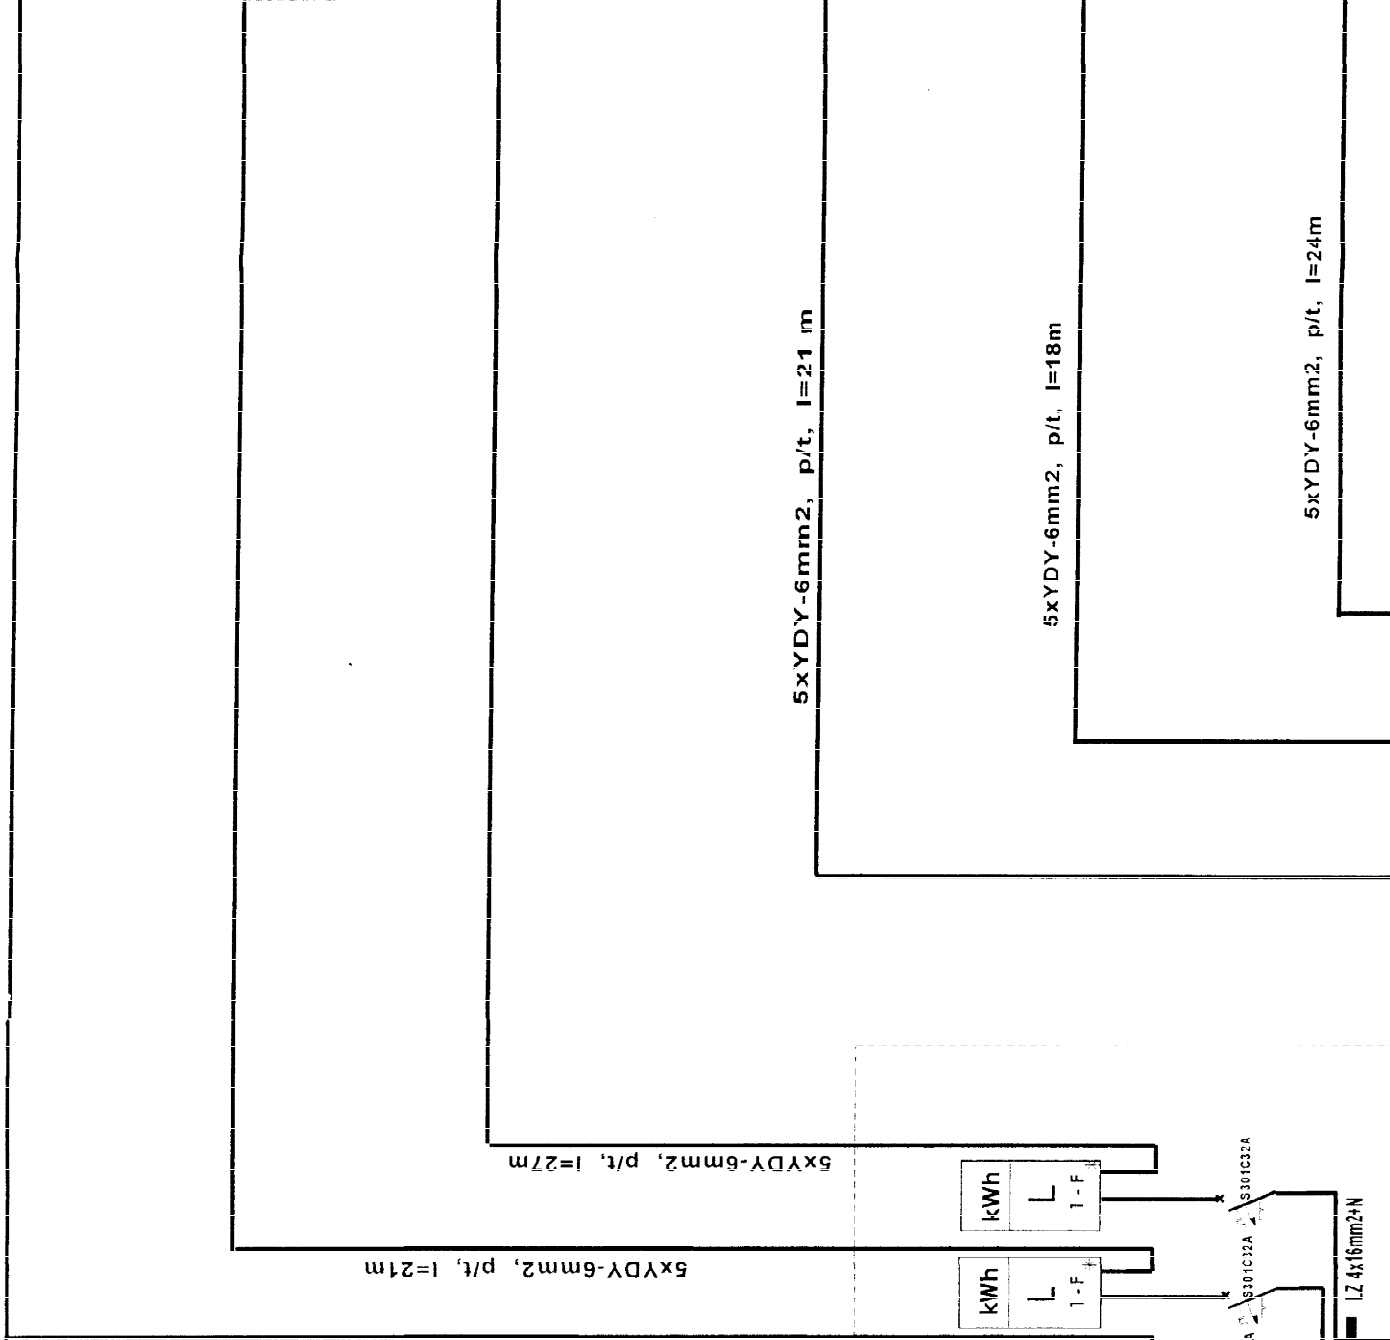 5xYDY-6mm2, p/t, l=21 m
5xYDY-6mm2, p/t, l=18m
5xYDY-6mm2, p/t, l=24m
5xYDY-6mm2, p/t, l=27m
kWh
L
1-F
*
S301C32A
5xYDY-6mm2, p/t, l=21m
kWh
L
1-F
*
S301C32A
LZ 4x16mm2+N
A